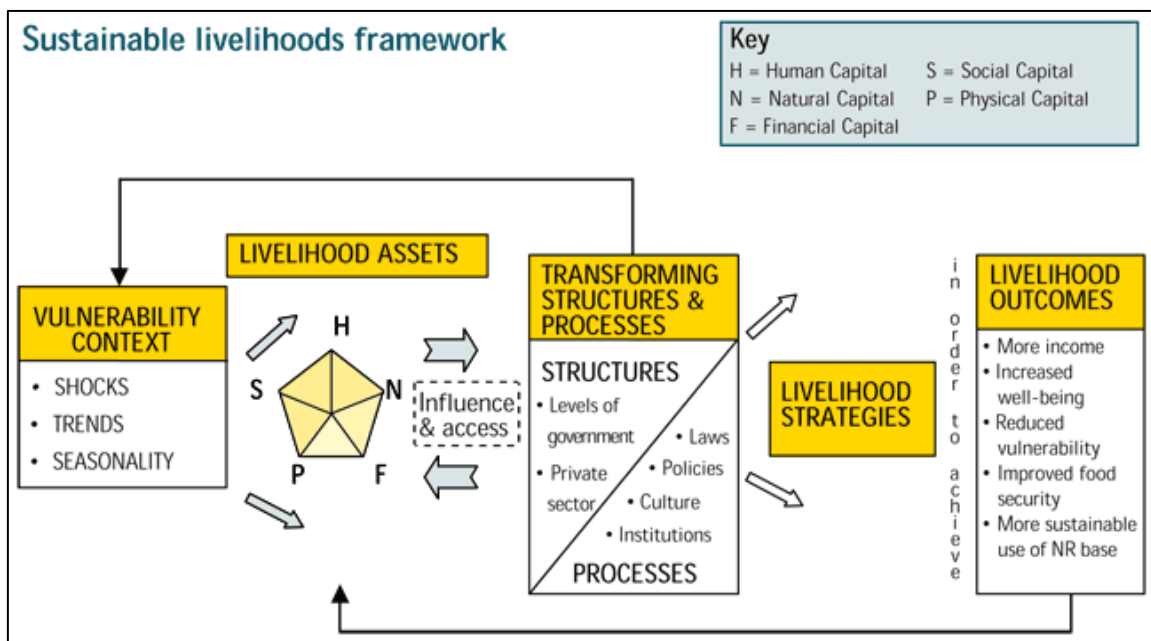 Sustainable livelihoods framework
Key
H = Human Capital S = Social Capital
N = Natural Capital P = Physical Capital
F = Financial Capital
LIVELIHOOD ASSETS
VULNERABILITY
CONTEXT
• SHOCKS
• TRENDS
• SEASONALITY
H
S
N
P
F
Influence
& access
TRANSFORMING
STRUCTURES &
PROCESSES
STRUCTURES
• Levels of
government
• Private
sector
• Laws
• Policies
• Culture
• Institutions
PROCESSES
LIVELIHOOD
STRATEGIES
in order to achieve
LIVELIHOOD
OUTCOMES
• More income
• Increased
well-being
• Reduced
vulnerability
• Improved food
security
• More sustainable
use of NR base